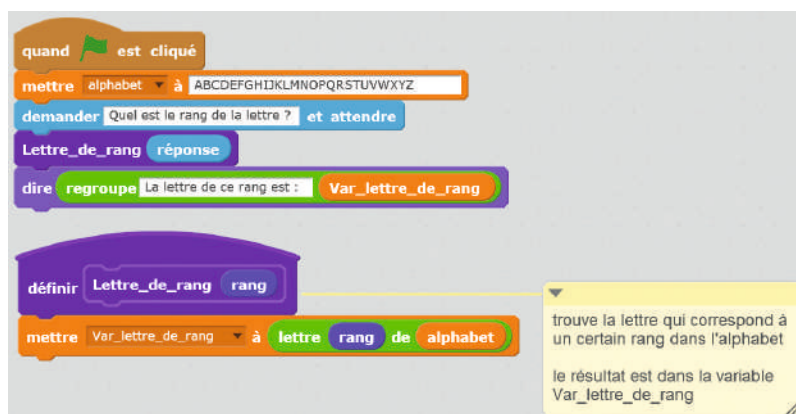 quand est cliqué
mettre alphabet à ABCDEFGHIJKLMNOPQRSTUVWXYZ
demander Quel est le rang de la lettre ? et attendre
Lettre_de_rang réponse
dire regroupe La lettre de ce rang est : Var_lettre_de_rang
définir Lettre_de_rang rang
mettre Var_lettre_de_rang à lettre rang de alphabet
trouve la lettre qui correspond à
un certain rang dans l'alphabet
le résultat est dans la variable
Var_lettre_de_rang